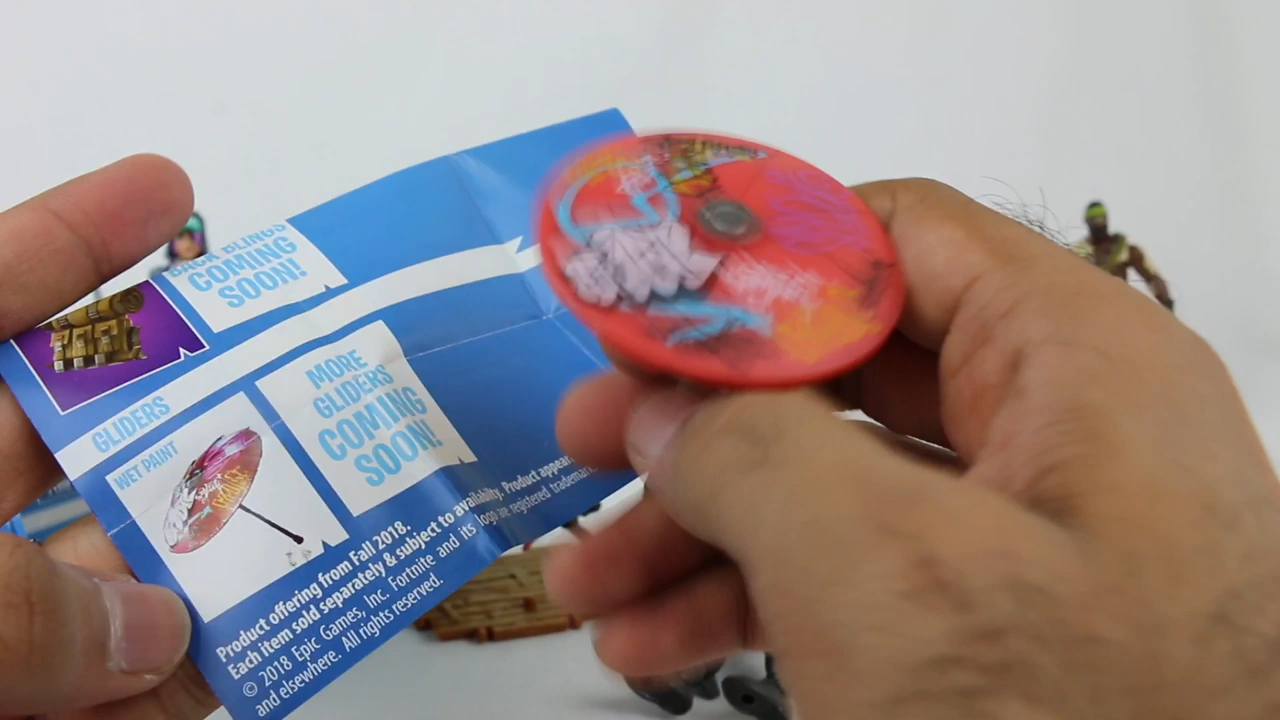 BACK BLINGS
COMING
SOON!
GLIDERS
WET PAINT
MORE
GLIDERS
COMING
SOON!
Product offering from Fall 2018.
Each item sold separately & subject to availability. Product appear
© 2018 Epic Games, Inc. Fortnite and its logo are registered trademark
and elsewhere. All rights reserved.